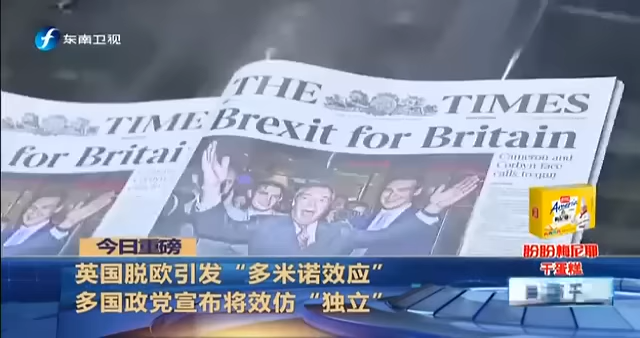 东南卫视
THE TIMES
Brexit for Britain
Cameron and
Corbyn face
calls to quit
TIME
for Britai
今日重磅
英国脱欧引发“多米诺效应”
多国政党宣布将效仿“独立”
盼盼梅尼耶
干蛋糕